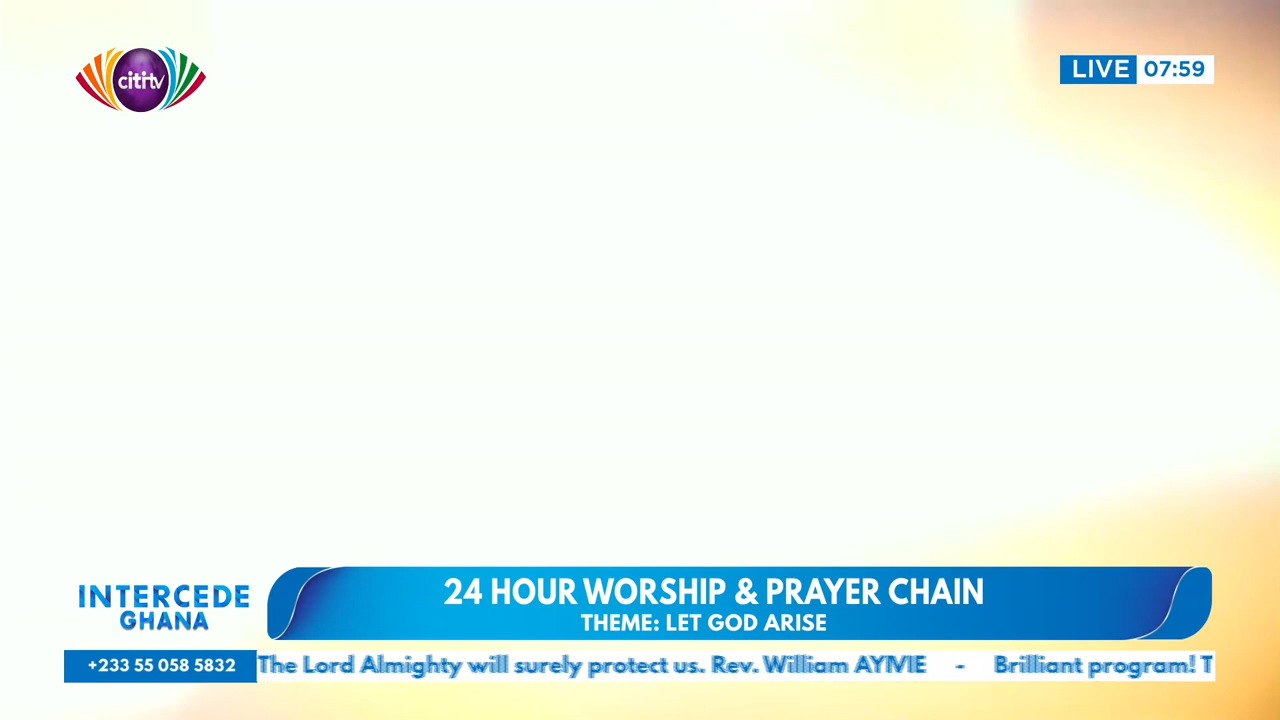 citi tv
LIVE 07:59
INTERCEDE
GHANA
24 HOUR WORSHIP & PRAYER CHAIN
THEME: LET GOD ARISE
+233 55 058 5832
The Lord Almighty will surely protect us. Rev. William - Brilliant program! T